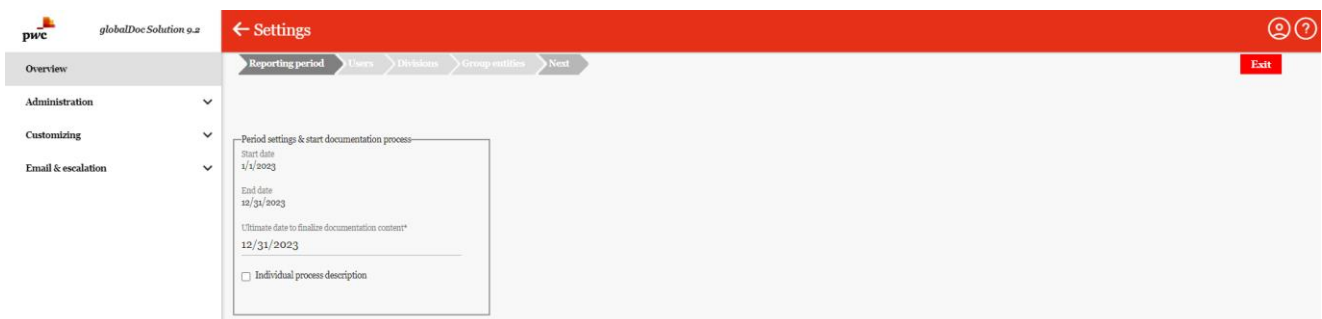 pwc
globalDoc Solution 9.2
Settings
Overview
Administration
Customizing
Email & escalation
Reporting period
Users
Divisions
Group entities
Next
Exit
Period settings & start documentation process
Start date
1/1/2023
End date
12/31/2023
Ultimate date to finalize documentation content*
12/31/2023
Individual process description